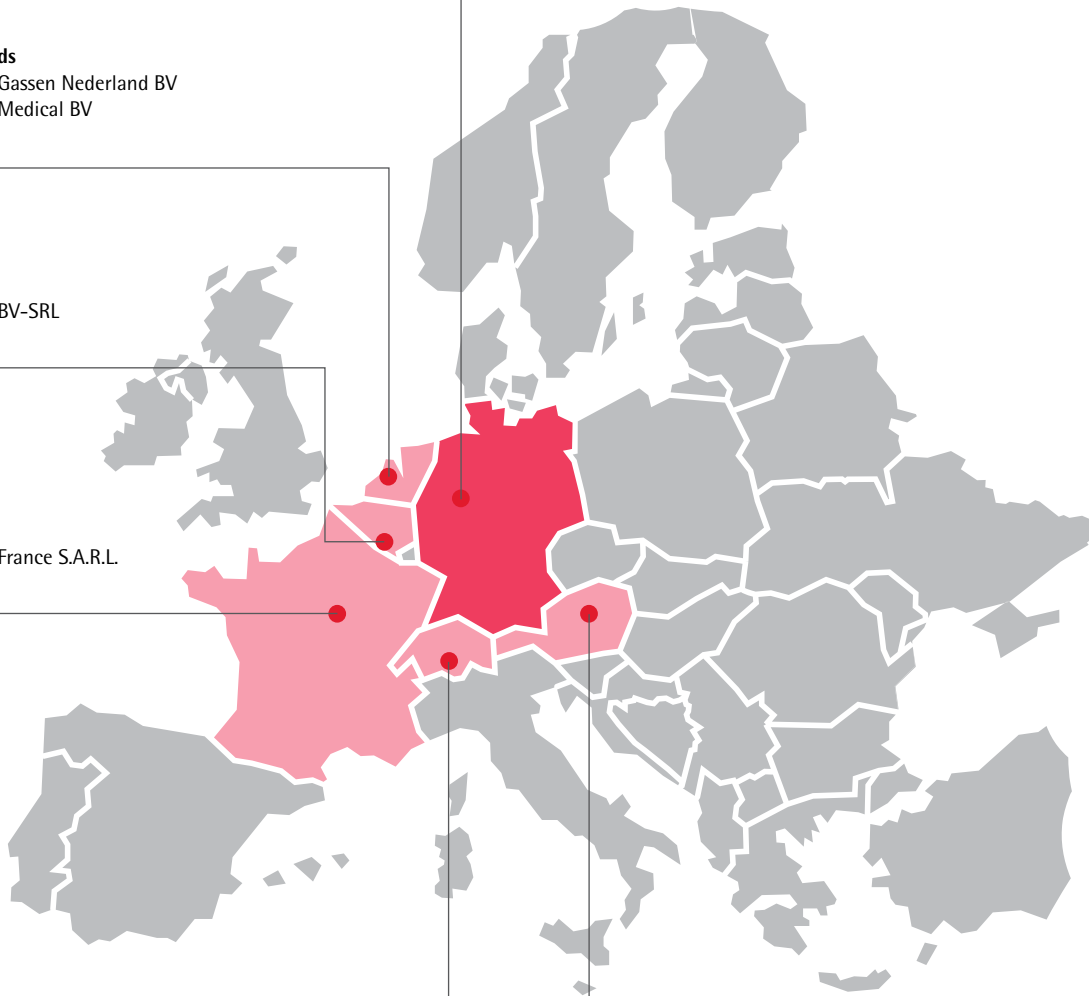 ds
Gassen Nederland BV
Medical BV
BV-SRL
France S.A.R.L.